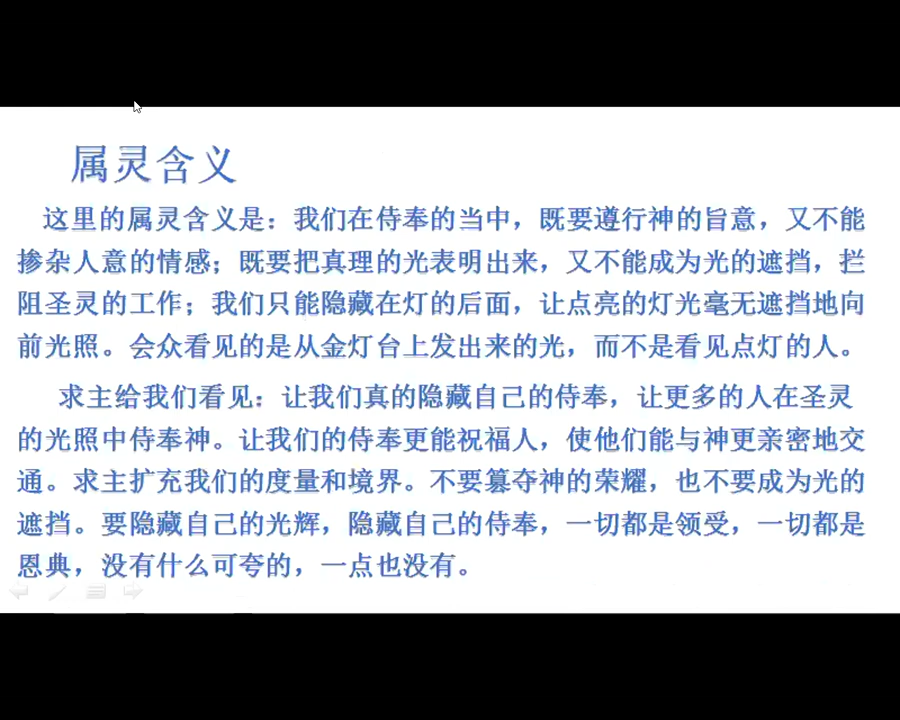 属灵含义
这里的属灵含义是：我们在侍奉的当中，既要遵行神的旨意，又不能
掺杂人意的情感；既要把真理的光表明出来，又不能成为光的遮挡，拦
阻圣灵的工作；我们只能隐藏在灯的后面，让点亮的灯光毫无遮挡地向
前光照。会众看见的是从金灯台上发出来的光，而不是看见点灯的人。
求主给我们看见：让我们真的隐藏自己的侍奉，让更多的人在圣灵
的光照中侍奉神。让我们的侍奉更能祝福人，使他们能与神更亲密地交
通。求主扩充我们的度量和境界。不要篡夺神的荣耀，也不要成为光的
遮挡。要隐藏自己的光辉，隐藏自己的侍奉，一切都是领受，一切都是
恩典，没有什么可夸的，一点也没有。